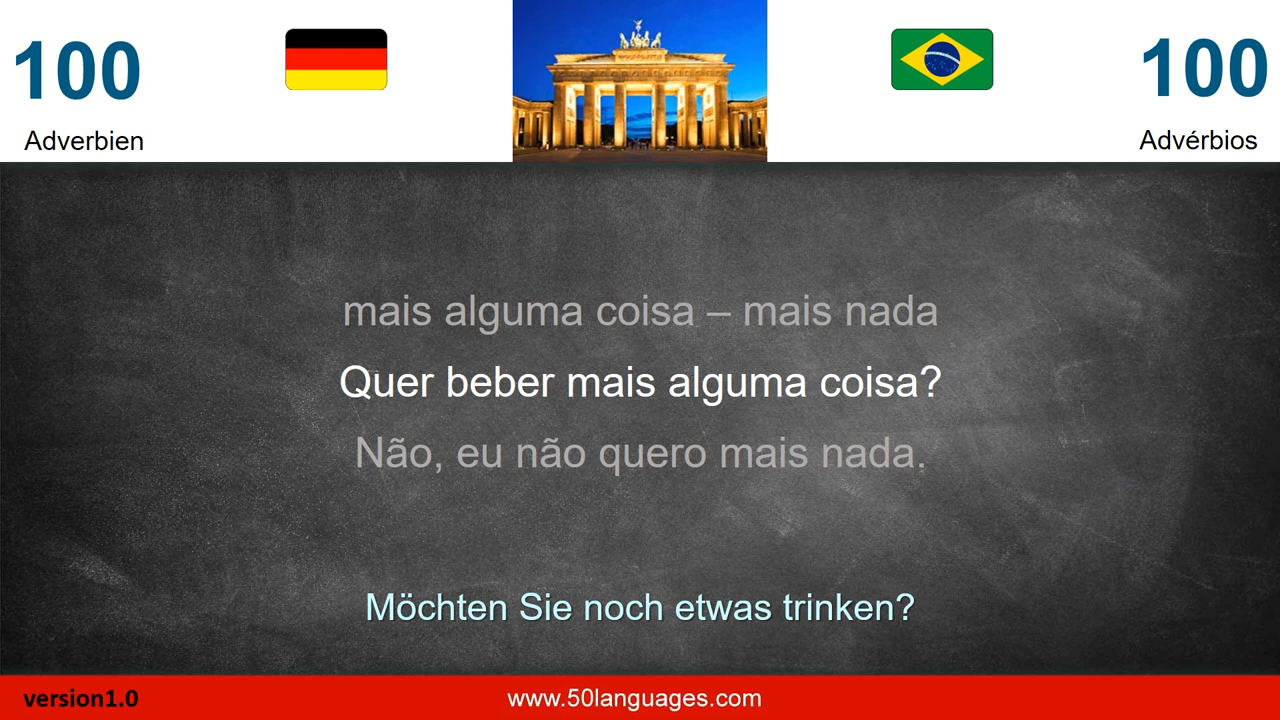 100
100
Adverbien
Advérbios
mais alguma coisa – mais nada
Quer beber mais alguma coisa?
Não, eu não quero mais nada.
Möchten Sie noch etwas trinken?
version1.0
www.50languages.com